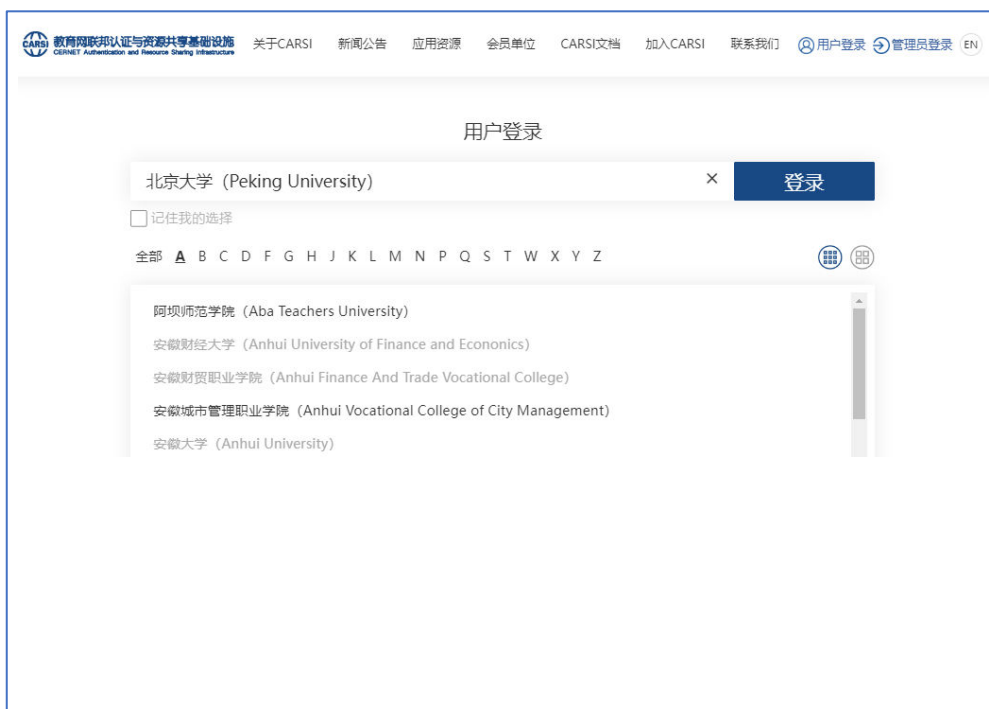 CARSI 教育网联邦认证与资源共享基础设施 关于CARSI 新闻公告 应用资源 会员单位 CARSI文档 加入CARSI 联系我们 用户登录 管理员登录 EN
CERNET Authentication and Resource Sharing Infrastructure
用户登录
北京大学（Peking University） × 登录
记住我的选择
全部 A B C D F G H J K L M N P Q S T W X Y Z
阿坝师范学院（Aba Teachers University）
安徽财经大学（Anhui University of Finance and Econonics）
安徽财贸职业学院（Anhui Finance And Trade Vocational College）
安徽城市管理职业学院（Anhui Vocational College of City Management）
安徽大学（Anhui University）